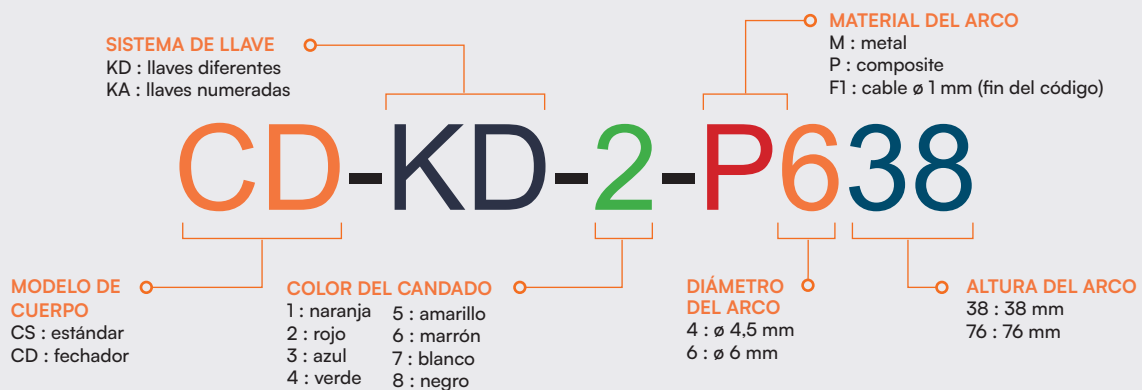 SISTEMA DE LLAVE
KD : llaves diferentes
KA : llaves numeradas
MATERIAL DEL ARCO
M : metal
P : composite
F1 : cable ø 1 mm (fin del código)
CD-KD-2-P638
MODELO DE
CUERPO
CS : estándar
CD : fechador
COLOR DEL CANDADO
1 : naranja
2 : rojo
3 : azul
4 : verde
5 : amarillo
6 : marrón
7 : blanco
8 : negro
DIÁMETRO
DEL ARCO
4 : ø 4,5 mm
6 : ø 6 mm
ALTURA DEL ARCO
38 : 38 mm
76 : 76 mm